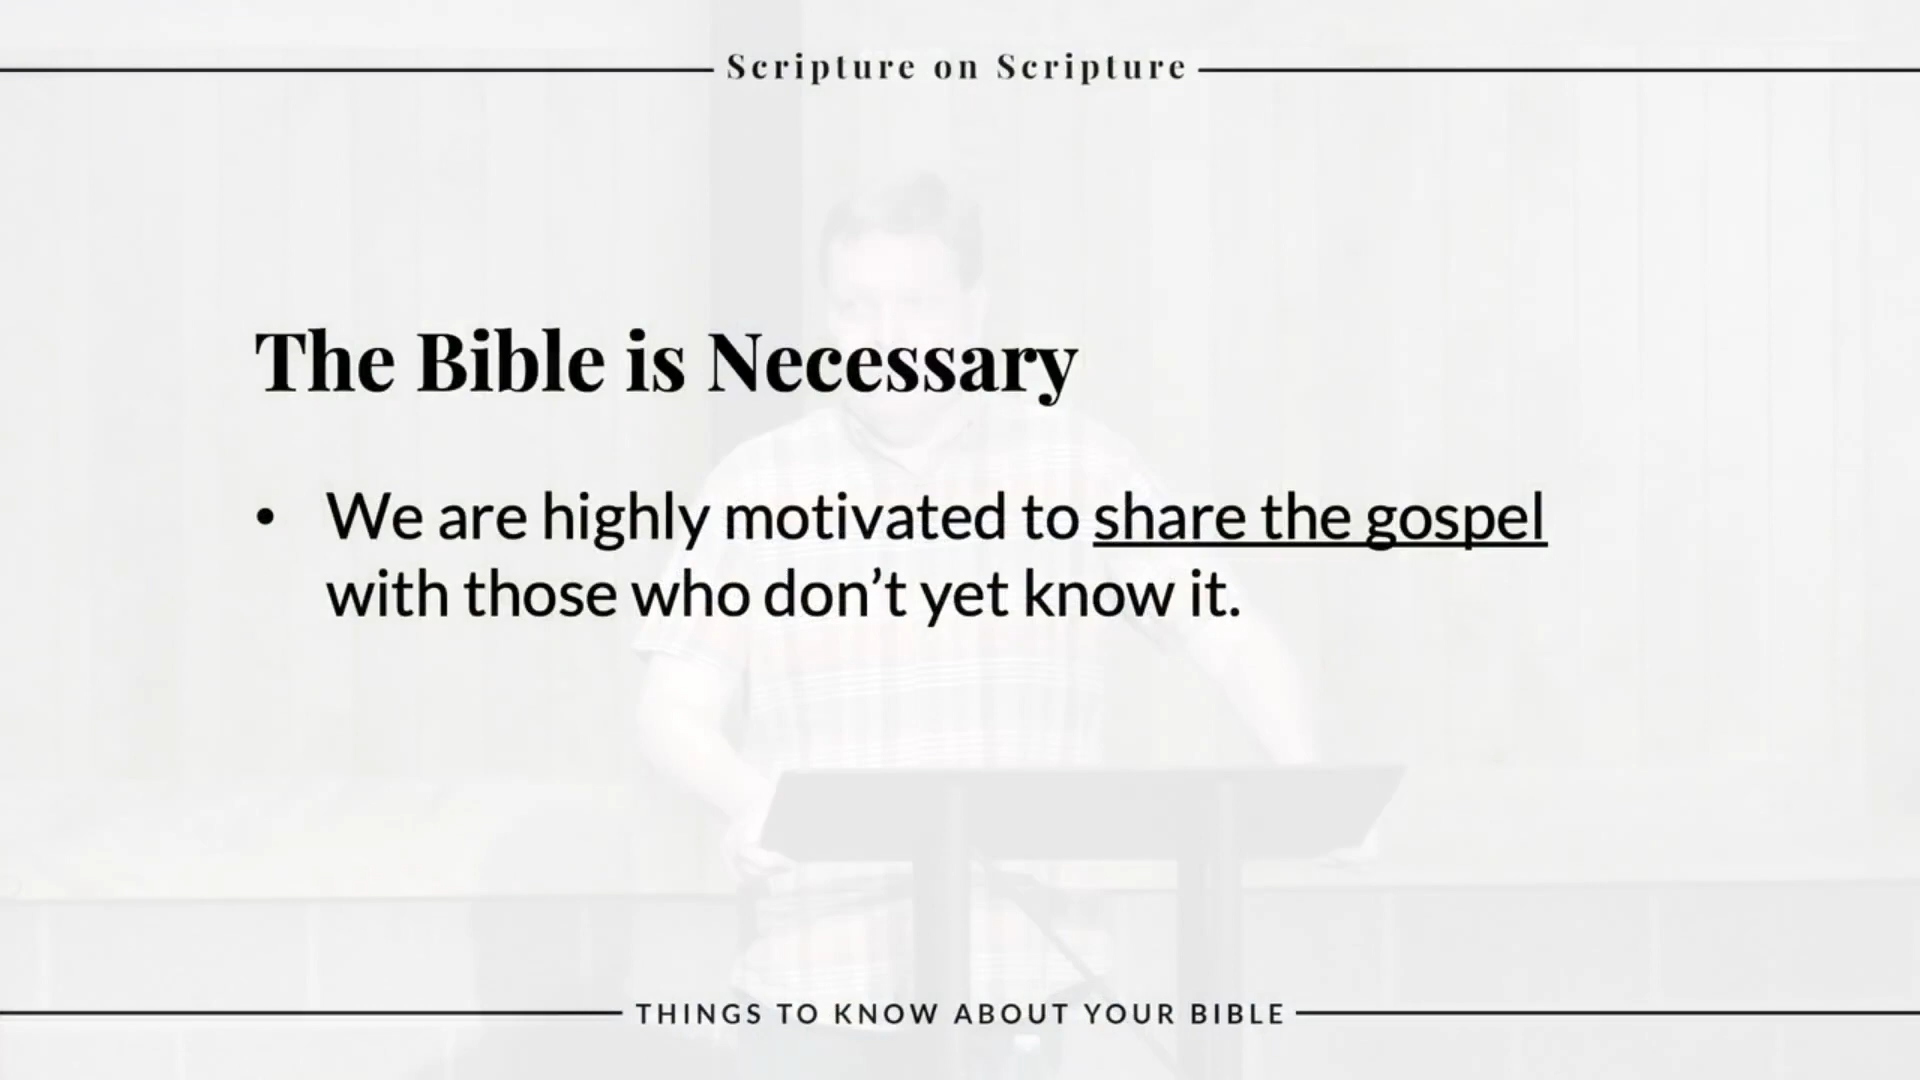 Scripture on Scripture
The Bible is Necessary
• We are highly motivated to share the gospel
with those who don’t yet know it.
THINGS TO KNOW ABOUT YOUR BIBLE